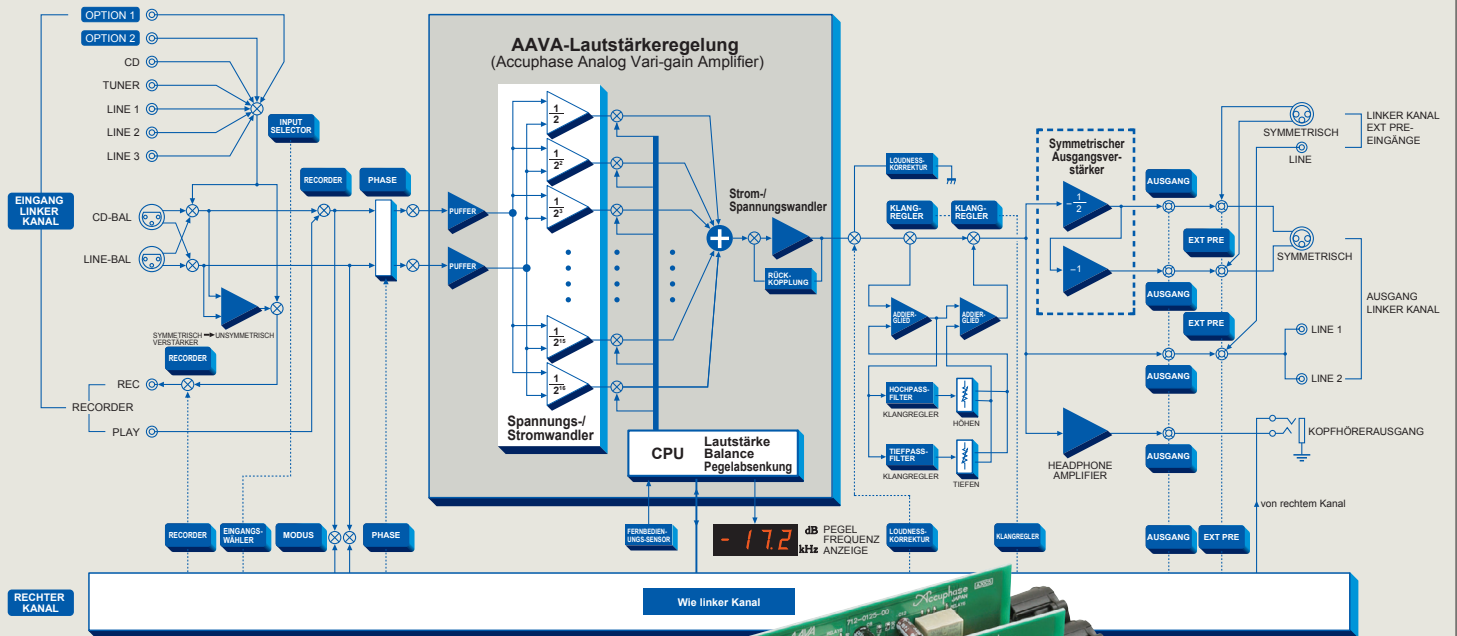 OPTION 1
OPTION 2
CD
TUNER
LINE 1
LINE 2
LINE 3
INPUT
SELECTOR
EINGANG
LINKER
KANAL
CD-BAL
LINE-BAL
RECORDER
PHASE
SYMMETRISCH → UNSYMMETRISCH
VERSTÄRKER
RECORDER
REC
RECORDER
PLAY
AAVA-Lautstärkeregelung
(Accuphase Analog Vari-gain Amplifier)
PUFFER
PUFFER
1/2
1/2²
1/2³
1/2¹⁵
1/2¹⁶
Spannungs-/
Stromwandler
Strom-/
Spannungswandler
RÜCK-
KOPPLUNG
CPU
Lautstärke
Balance
Pegelabsenkung
LOUDNESS-
KORREKTUR
KLANG-
REGLER
KLANG-
REGLER
ADDIER-
GLIED
ADDIER-
GLIED
HOCHPASS-
FILTER
KLANGREGLER
HÖHEN
TIEFPASS-
FILTER
KLANGREGLER
TIEFEN
Symmetrischer
Ausgangsver-
stärker
-1/2
-1
HEADPHONE
AMPLIFIER
AUSGANG
EXT PRE
AUSGANG
EXT PRE
AUSGANG
AUSGANG
SYMMETRISCH
LINE
LINKER KANAL
EXT PRE-
EINGÄNGE
SYMMETRISCH
AUSGANG
LINKER KANAL
LINE 1
LINE 2
KOPFHÖRERAUSGANG
von rechtem Kanal
RECORDER
EINGANGS-
WÄHLER
MODUS
PHASE
FERNBEDIEN-
UNGS-SENSOR
-17.2
dB
kHz
PEGEL
FREQUENZ
ANZEIGE
LOUDNESS-
KORREKTUR
KLANGREGLER
AUSGANG
EXT PRE
RECHTER
KANAL
Wie linker Kanal
Accuphase
JAPAN
712-0125-00